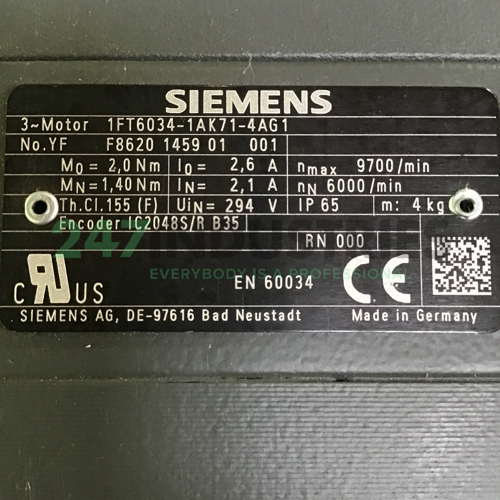 SIEMENS
3~Motor 1FT6034-1AK71-4AG1
No.YF F8620 1459 01 001
M0 = 2,0 Nm I0 = 2,6 A nmax 9700/min
MN = 1,40 Nm IN = 2,1 A nN 6000/min
Th.Cl.155 (F) UiN = 294 V IP 65 m: 4 kg
Encoder IC2048S/R B35
RN 000
247INDUSTRIE
EVERYBODY IS A PROFESSIONAL
c RU US EN 60034 CE
SIEMENS AG, DE-97616 Bad Neustadt Made in Germany